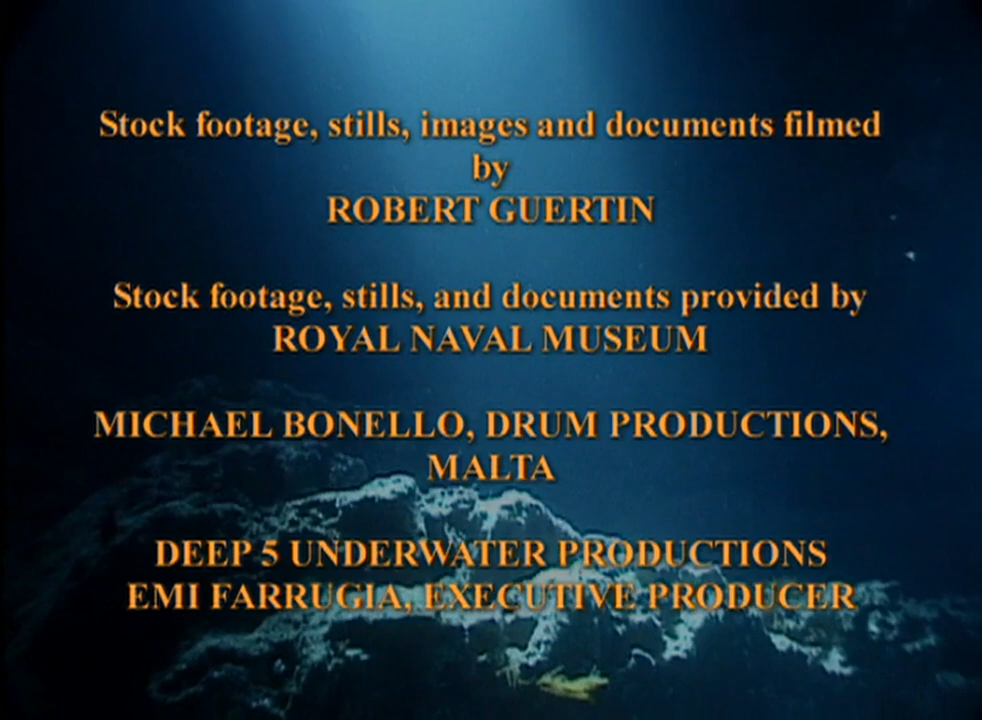 Stock footage, stills, images and documents filmed
by
ROBERT GUERTIN
Stock footage, stills, and documents provided by
ROYAL NAVAL MUSEUM
MICHAEL BONELLO, DRUM PRODUCTIONS,
MALTA
DEEP 5 UNDERWATER PRODUCTIONS
EMI FARRUGIA, EXECUTIVE PRODUCER